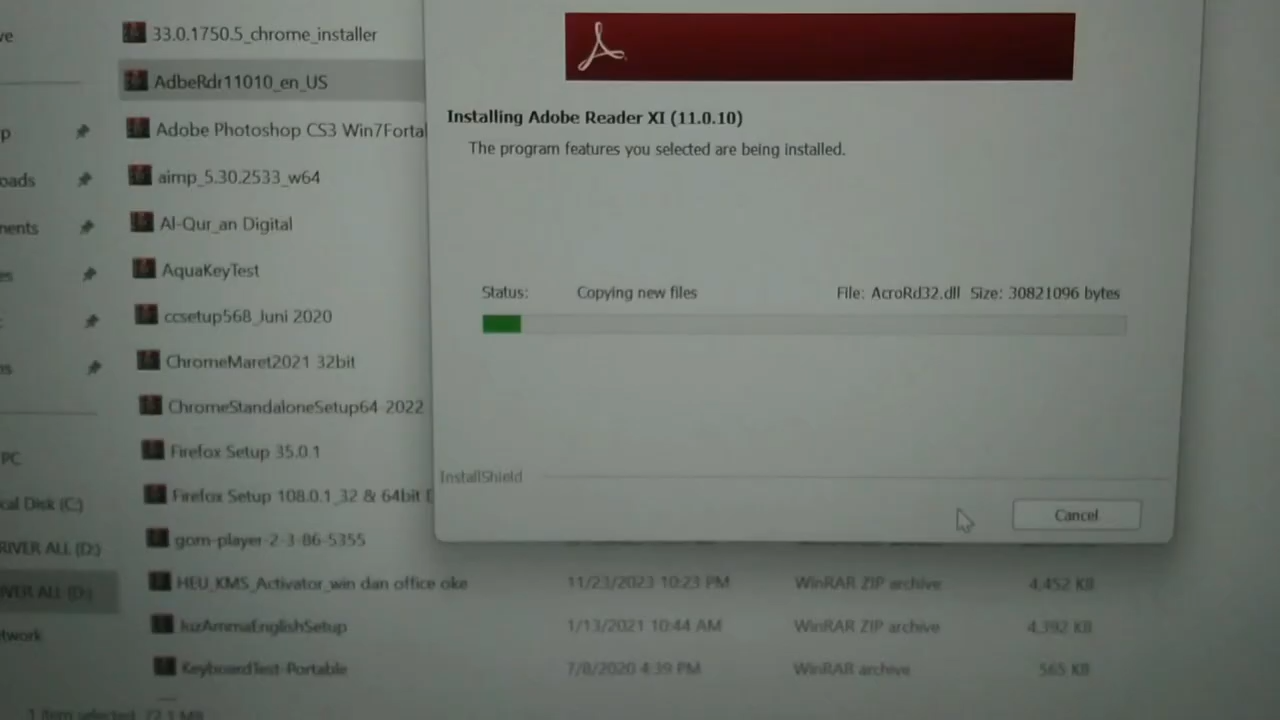 ve
33.0.1750.5_chrome_installer
AdbeRdr11010_en_US
Installing Adobe Reader XI (11.0.10)
p
Adobe Photoshop CS3 Win7Fortal
The program features you selected are being installed.
oads
aimp_5.30.2533_w64
ments
Al-Qur_an Digital
es
AquaKeyTest
Status:
Copying new files
File: AcroRd32.dll Size: 30821096 bytes
ccsetup568_Juni 2020
ChromeMaret2021 32bit
ChromeStandaloneSetup64 2022
PC
Firefox Setup 35.0.1
InstallShield
cal Disk (C:)
Firefox Setup 108.0.1_32 & 64bit
Cancel
RIVER ALL (D:)
gom-player-2-3-86-5355
IVER ALL (D:)
HEU_KMS_Activator_win dan office oke
11/23/2023 10:23 PM
WinRAR ZIP archive
4,452 KB
etwork
JuzAmmaEnglishSetup
1/13/2021 10:44 AM
WinRAR ZIP archive
4,392 KB
KeyboardTest-Portable
7/8/2020 4:39 PM
WinRAR archive
565 KB
1 item selected